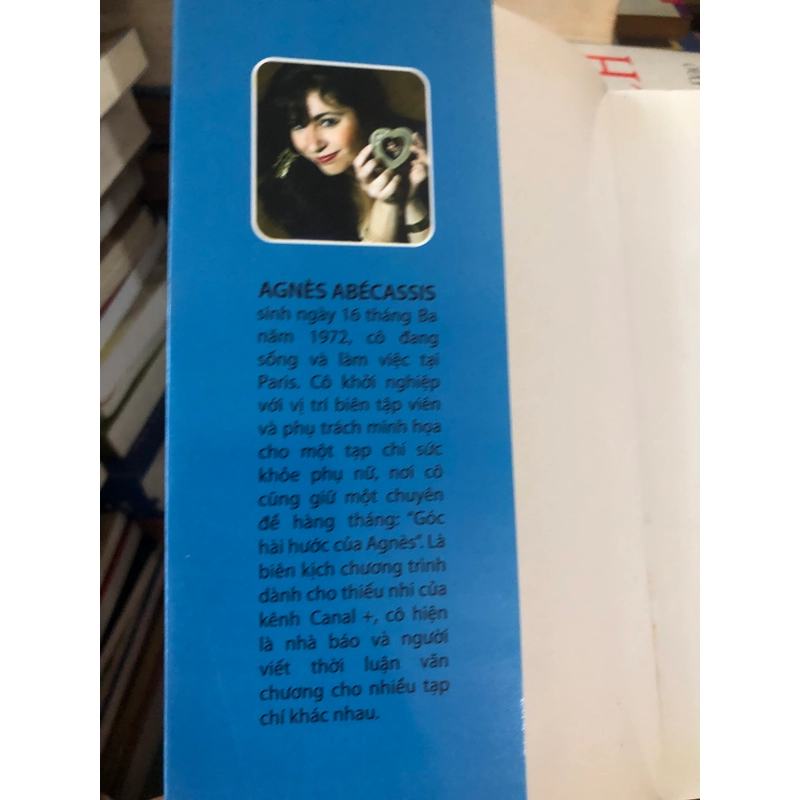 AGNÈS ABÉCASSIS
sinh ngày 16 tháng Ba
năm 1972, cô đang
sống và làm việc tại
Paris. Cô khởi nghiệp
với vị trí biên tập viên
và phụ trách minh họa
cho một tạp chí sức
khỏe phụ nữ, nơi cô
cũng giữ một chuyên
đề hàng tháng: "Góc
hài hước của Agnès". Là
biên kịch chương trình
dành cho thiếu nhi của
kênh Canal +, cô hiện
là nhà báo và người
viết thời luận văn
chương cho nhiều tạp
chí khác nhau.